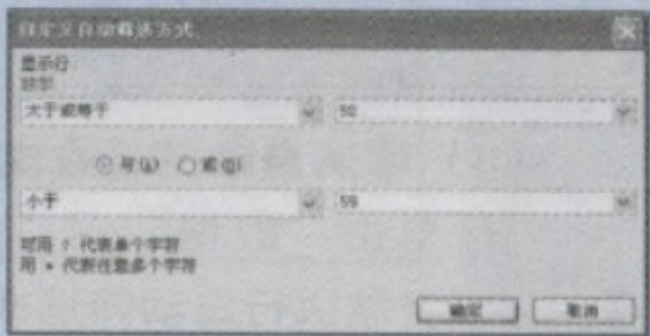 自定义自动筛选方式
显示行:
大于或等于 50
与(A) 或(O)
小于 59
可用 ? 代表单个字符
用 * 代表任意多个字符
确定 取消